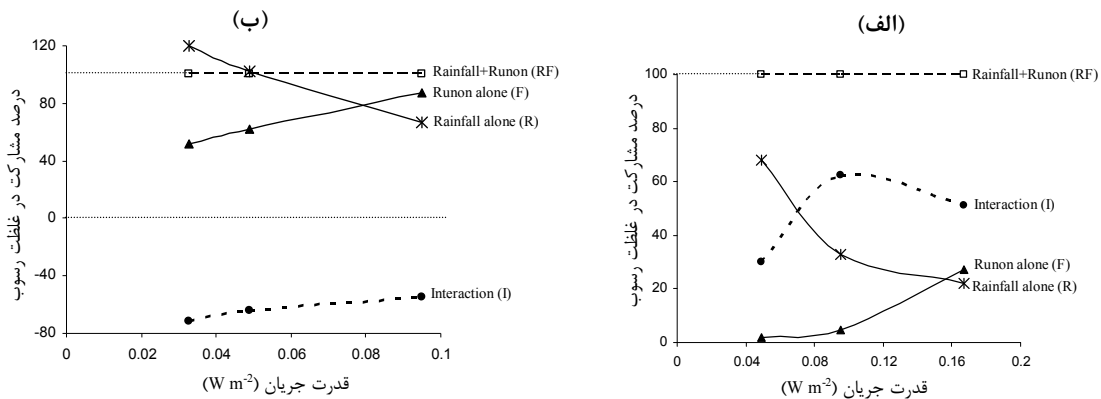 (ب)
120
80
40
0
-40
-80
0
0.02
0.04
0.06
0.08
0.1
Rainfall+Runon (RF)
Runon alone (F)
Rainfall alone (R)
Interaction (I)
درصد مشارکت در غلظت رسوب
قدرت جریان (W m-2)
(الف)
100
80
60
40
20
0
0
0.04
0.08
0.12
0.16
0.2
Rainfall+Runon (RF)
Interaction (I)
Runon alone (F)
Rainfall alone (R)
درصد مشارکت در غلظت رسوب
قدرت جریان (W m-2)